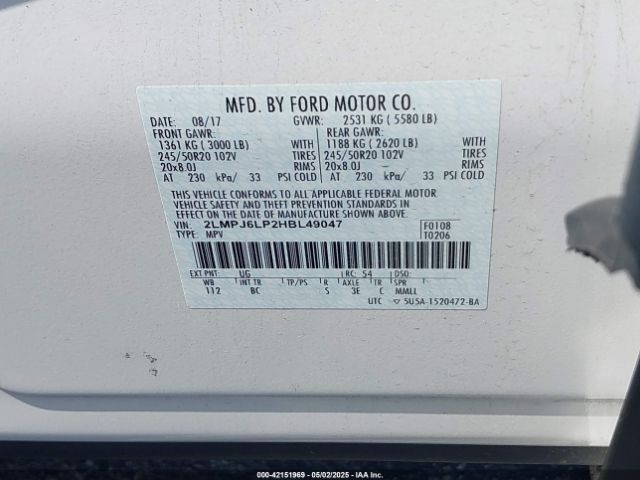 MFD. BY FORD MOTOR CO.
DATE: 08/17 GVWR: 2531 KG ( 5580 LB)
FRONT GAWR: REAR GAWR:
1361 KG ( 3000 LB) WITH 1188 KG ( 2620 LB) WITH
245/50R20 102V TIRES 245/50R20 102V TIRES
20x8.0J RIMS 20x8.0J RIMS
AT 230 kPa/ 33 PSI COLD AT 230 kPa/ 33 PSI COLD
THIS VEHICLE CONFORMS TO ALL APPLICABLE FEDERAL MOTOR
VEHICLE SAFETY AND THEFT PREVENTION STANDARDS IN
EFFECT ON THE DATE OF MANUFACTURE SHOWN ABOVE.
VIN: 2LMPJ6LP2HBL49047 F0108
TYPE: MPV T0206
EXT PNT: UG RC: 54 DSO:
WB INT TR TP/PS R AXLE TR SPR
112 BC S 3E C MMLL
UTC 5U5A-1520472-BA
000-42151969 05/02/2025 IAAI.COM